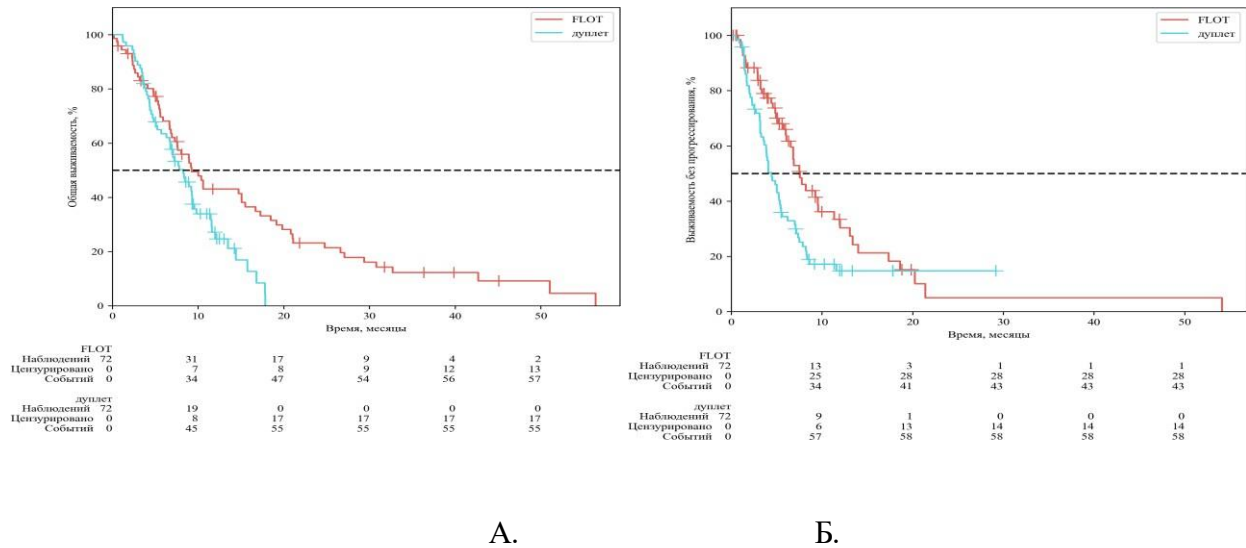 FLOT
дуплет
100
80
60
40
20
0
Общая выживаемость, %
0 10 20 30 40 50
Время, месяцы
FLOT
Наблюдений 72 31 17 9 4 2
Цензурировано 0 7 8 9 12 13
Событий 0 34 47 54 56 57
дуплет
Наблюдений 72 19 0 0 0 0
Цензурировано 0 8 17 17 17 17
Событий 0 45 55 55 55 55
А.
FLOT
дуплет
100
80
60
40
20
0
Выживаемость без прогрессирования, %
0 10 20 30 40 50
Время, месяцы
FLOT
Наблюдений 72 13 3 1 1 1
Цензурировано 0 25 28 28 28 28
Событий 0 34 41 43 43 43
дуплет
Наблюдений 72 9 1 0 0 0
Цензурировано 0 6 13 14 14 14
Событий 0 57 58 58 58 58
Б.